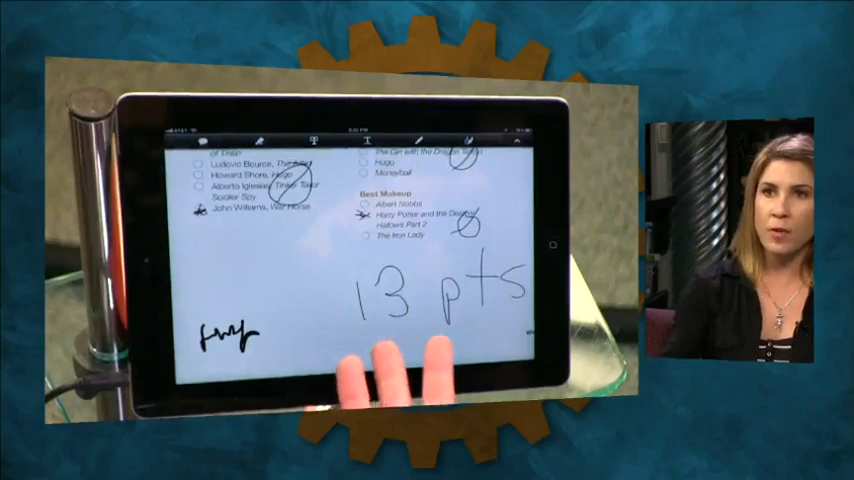 AT&T
of Tintin
Ludovic Bource, The Artist
Howard Shore, Hugo
Alberto Iglesias, Tinker Tailor
Soldier Spy
John Williams, War Horse
The Girl with the Dragon Tattoo
Hugo
Moneyball
Best Makeup
Albert Nobbs
Harry Potter and the Deathly
Hallows Part 2
The Iron Lady
13 pts